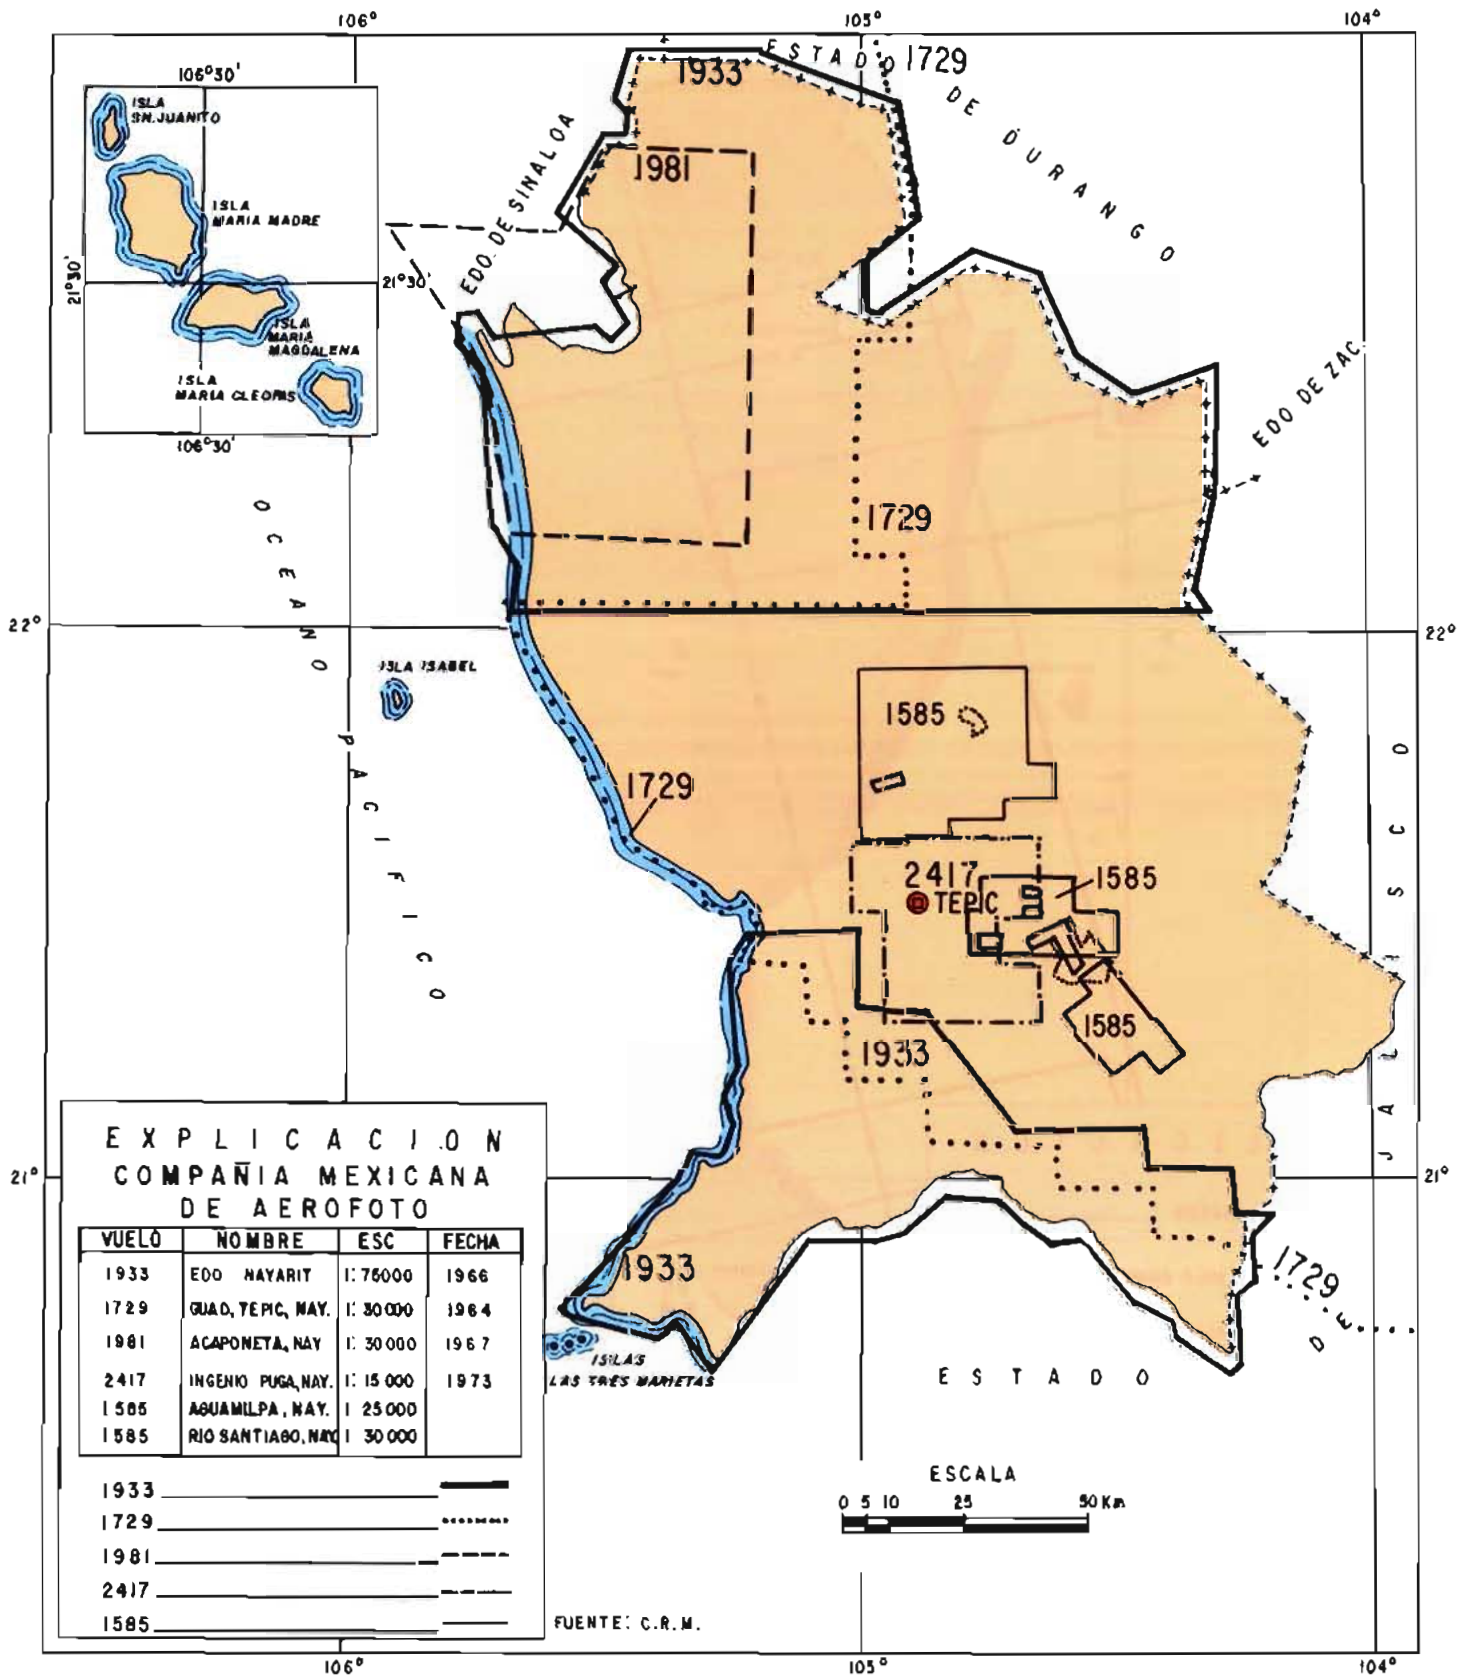 106°
105°
104°
106°30'
ISLA
SN. JUANITO
ISLA
MARIA MADRE
21°30'
21°30'
ISLA
MARIA
MAGDALENA
ISLA
MARIA CLEOFAS
106°30'
EDO. DE SINALOA
ESTADO DE DURANGO
1729
1933
1981
EDO DE ZAC.
1729
OCEANO PACIFICO
22°
22°
ISLA ISABEL
1585
1729
2417
TEPIC
1585
1585
1933
JALISCO
21°
21°
1933
1729
ISLAS
LAS TRES MARIETAS
ESTADO
DE
EXPLICACION
COMPAÑIA MEXICANA
DE AEROFOTO
VUELO NOMBRE ESC FECHA
1933 EDO NAYARIT 1:75000 1966
1729 GUAD, TEPIC, NAY. 1:30000 1964
1981 ACAPONETA, NAY 1:30000 1967
2417 INGENIO PUGA, NAY. 1:15000 1973
1585 AGUAMILPA, NAY. 1 25000
1585 RIO SANTIAGO, NAY 1 30000
1933
1729
1981
2417
1585
ESCALA
0 5 10 25 50 Km
FUENTE: C.R.M.
106°
105°
104°